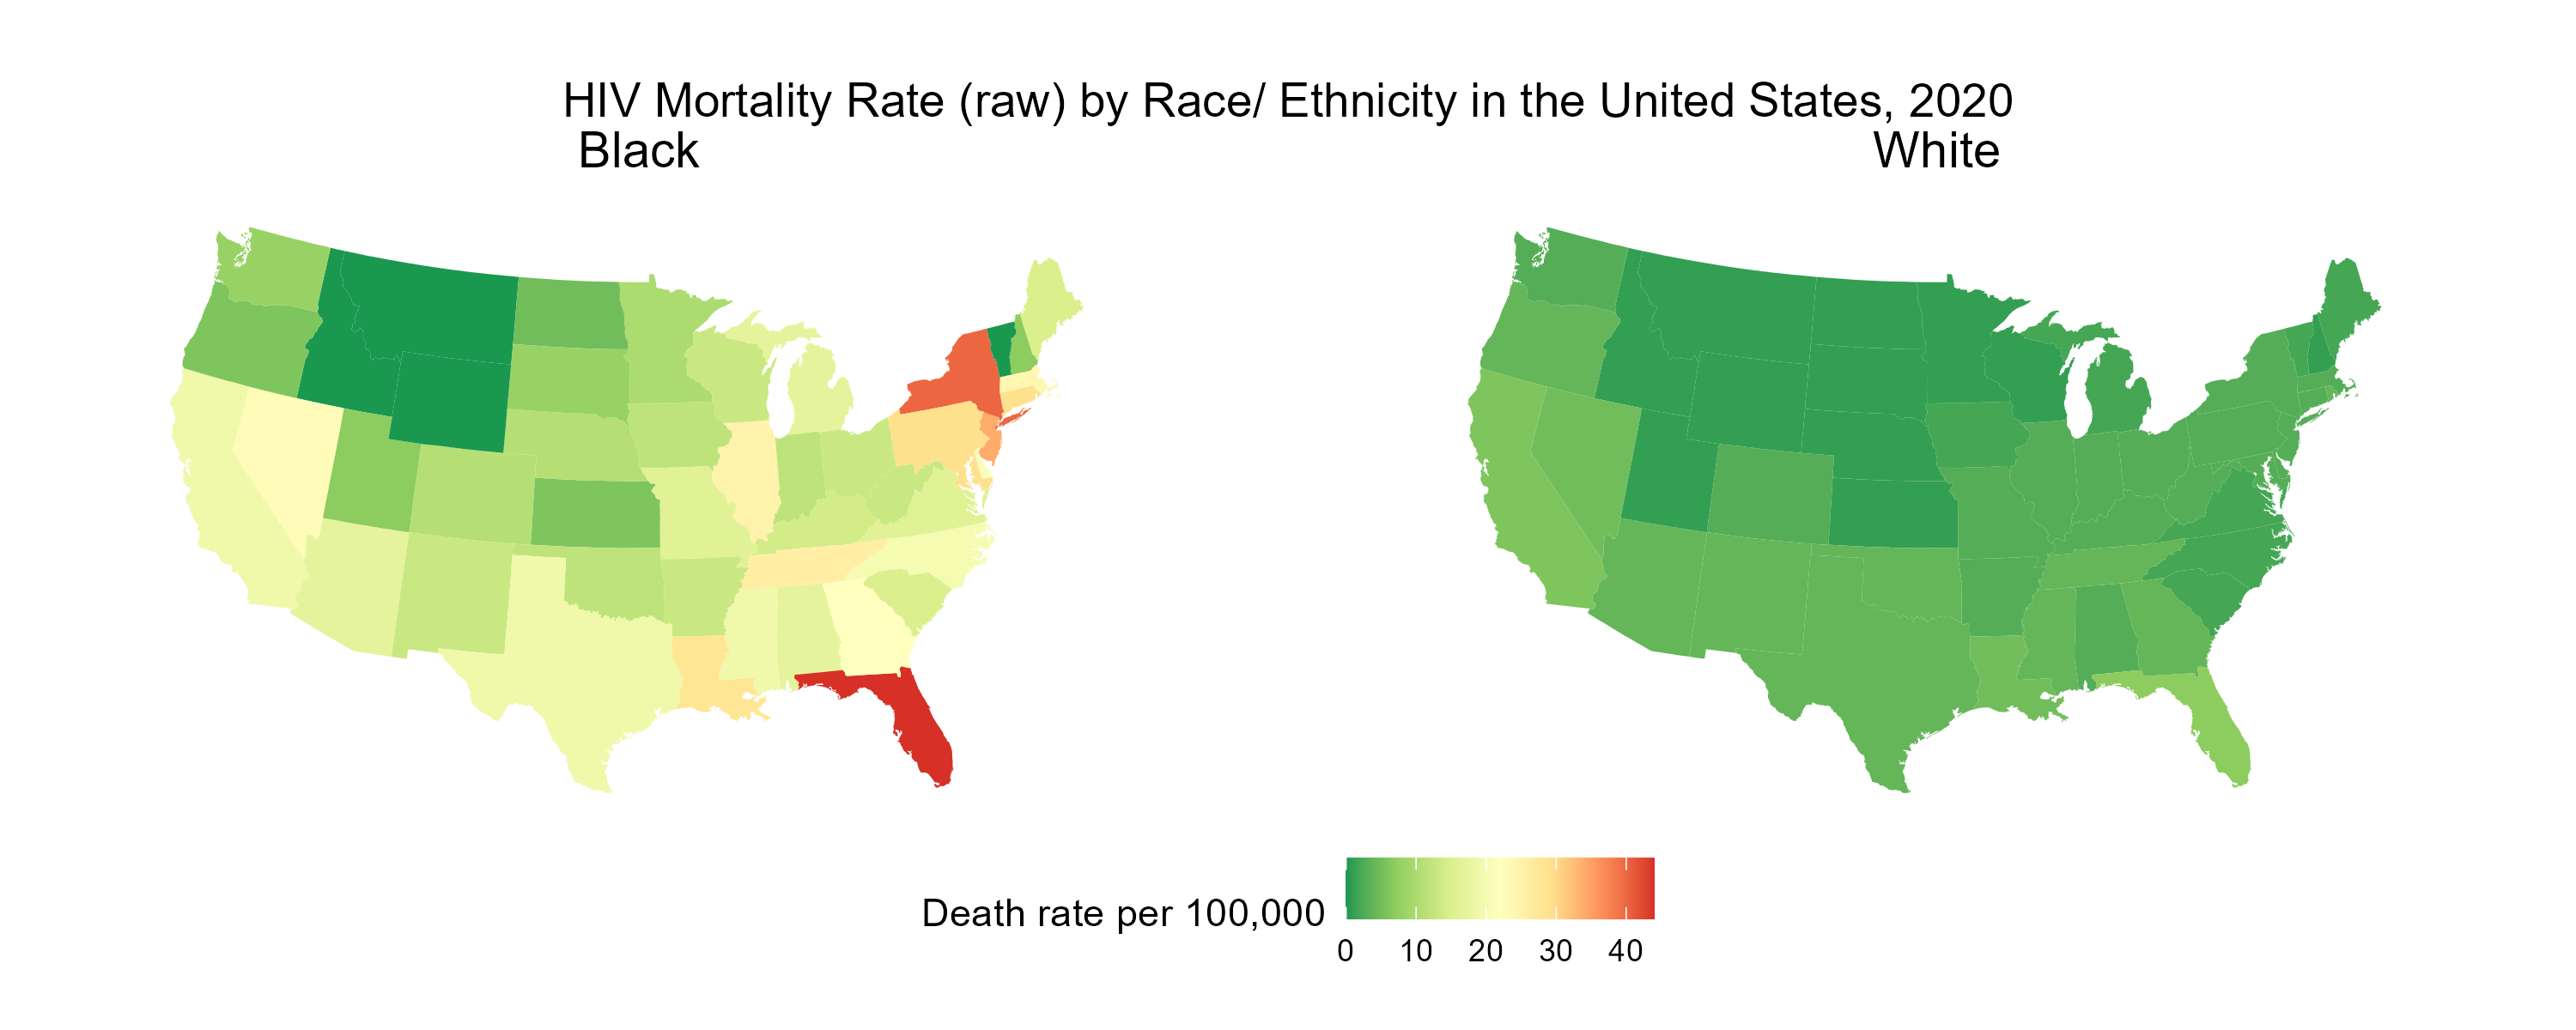 HIV Mortality Rate (raw) by Race/ Ethnicity in the United States, 2020
Black
White
Death rate per 100,000
0 10 20 30 40